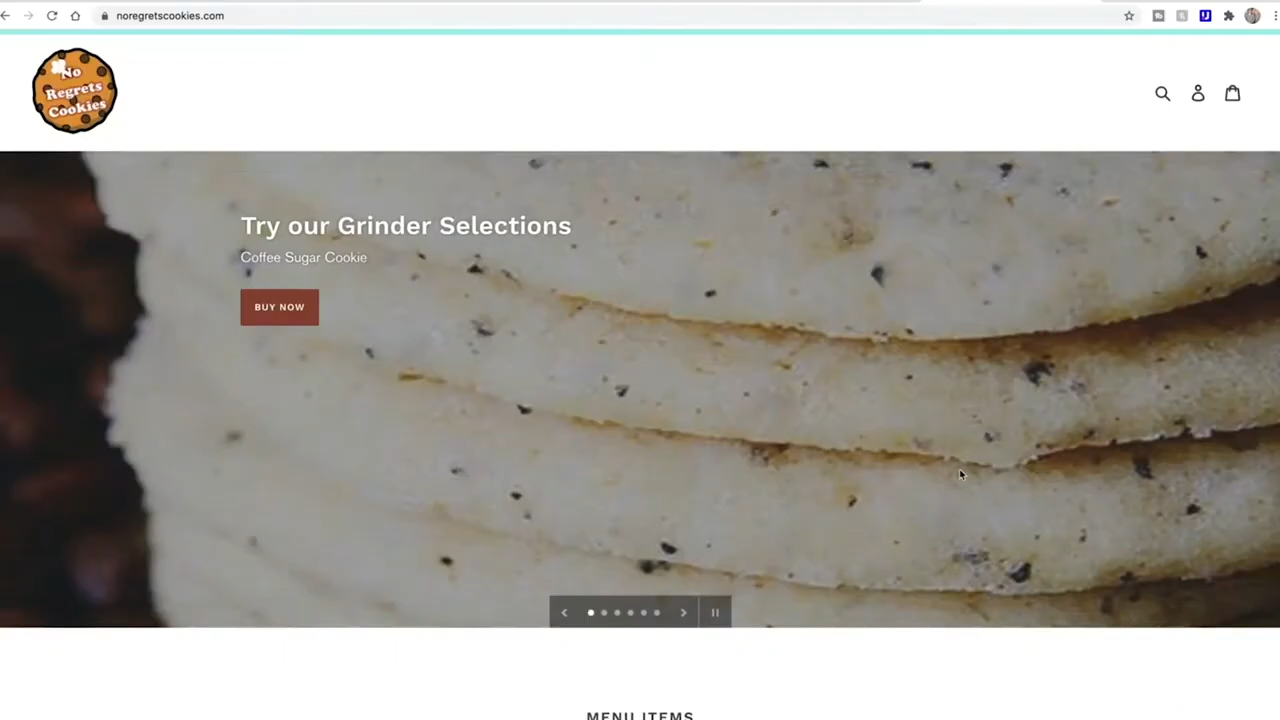 noregretscookies.com
No
Regrets
Cookies
Try our Grinder Selections
Coffee Sugar Cookie
BUY NOW
MENU ITEMS